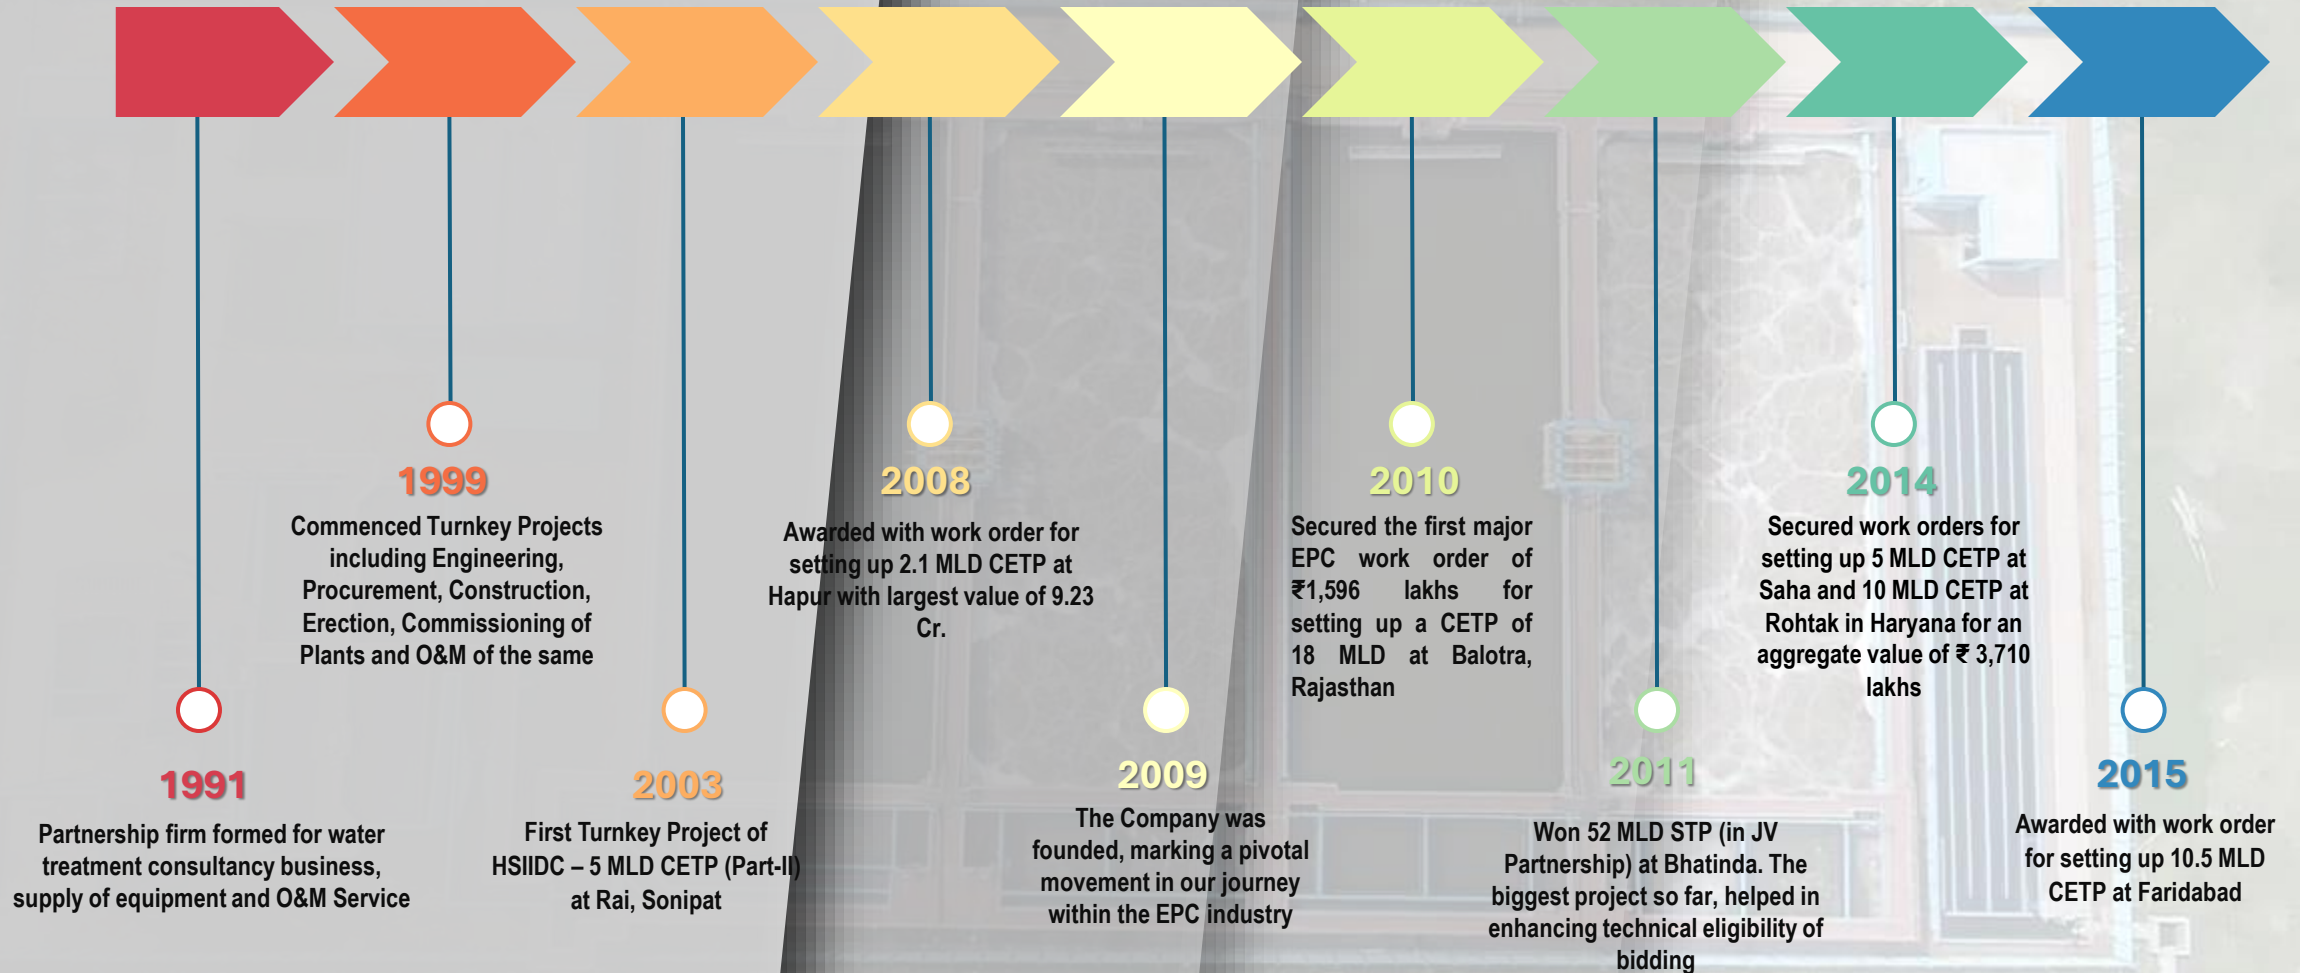 1991
Partnership firm formed for water
treatment consultancy business,
supply of equipment and O&M Service
1999
Commenced Turnkey Projects
including Engineering,
Procurement, Construction,
Erection, Commissioning of
Plants and O&M of the same
2003
First Turnkey Project of
HSIIDC – 5 MLD CETP (Part-II)
at Rai, Sonipat
2008
Awarded with work order for
setting up 2.1 MLD CETP at
Hapur with largest value of 9.23
Cr.
2009
The Company was
founded, marking a pivotal
movement in our journey
within the EPC industry
2010
Secured the first major
EPC work order of
₹1,596 lakhs for
setting up a CETP of
18 MLD at Balotra,
Rajasthan
2011
Won 52 MLD STP (in JV
Partnership) at Bhatinda. The
biggest project so far, helped in
enhancing technical eligibility of
bidding
2014
Secured work orders for
setting up 5 MLD CETP at
Saha and 10 MLD CETP at
Rohtak in Haryana for an
aggregate value of ₹ 3,710
lakhs
2015
Awarded with work order
for setting up 10.5 MLD
CETP at Faridabad